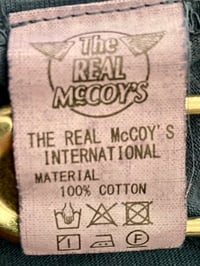 The
REAL
McCOY'S
THE REAL McCOY'S
INTERNATIONAL
MATERIAL
100% COTTON